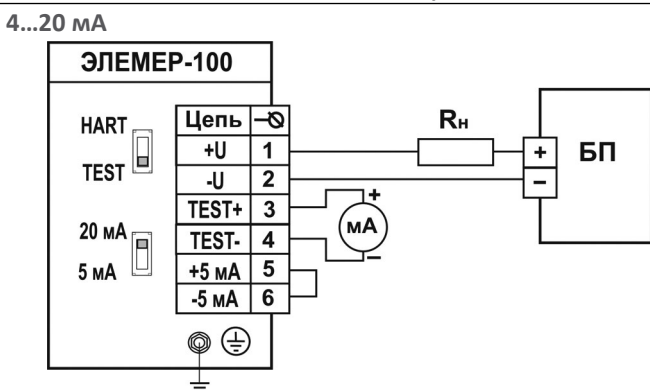 4...20 мА
ЭЛЕМЕР-100
HART
TEST
20 мА
5 мА
Цепь
+U 1
-U 2
TEST+ 3
TEST- 4
+5 мА 5
-5 мА 6
Rн
+
мА
−
+
−
БП